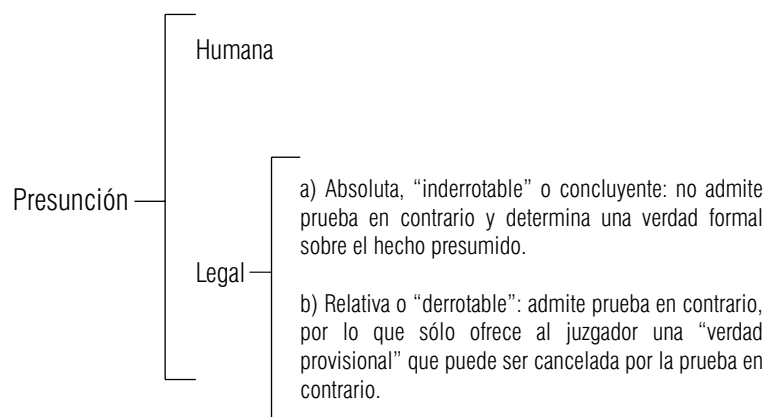 Humana
Presunción
Legal
a) Absoluta, “inderrotable” o concluyente: no admite
prueba en contrario y determina una verdad formal
sobre el hecho presumido.
b) Relativa o “derrotable”: admite prueba en contrario,
por lo que sólo ofrece al juzgador una “verdad
provisional” que puede ser cancelada por la prueba en
contrario.